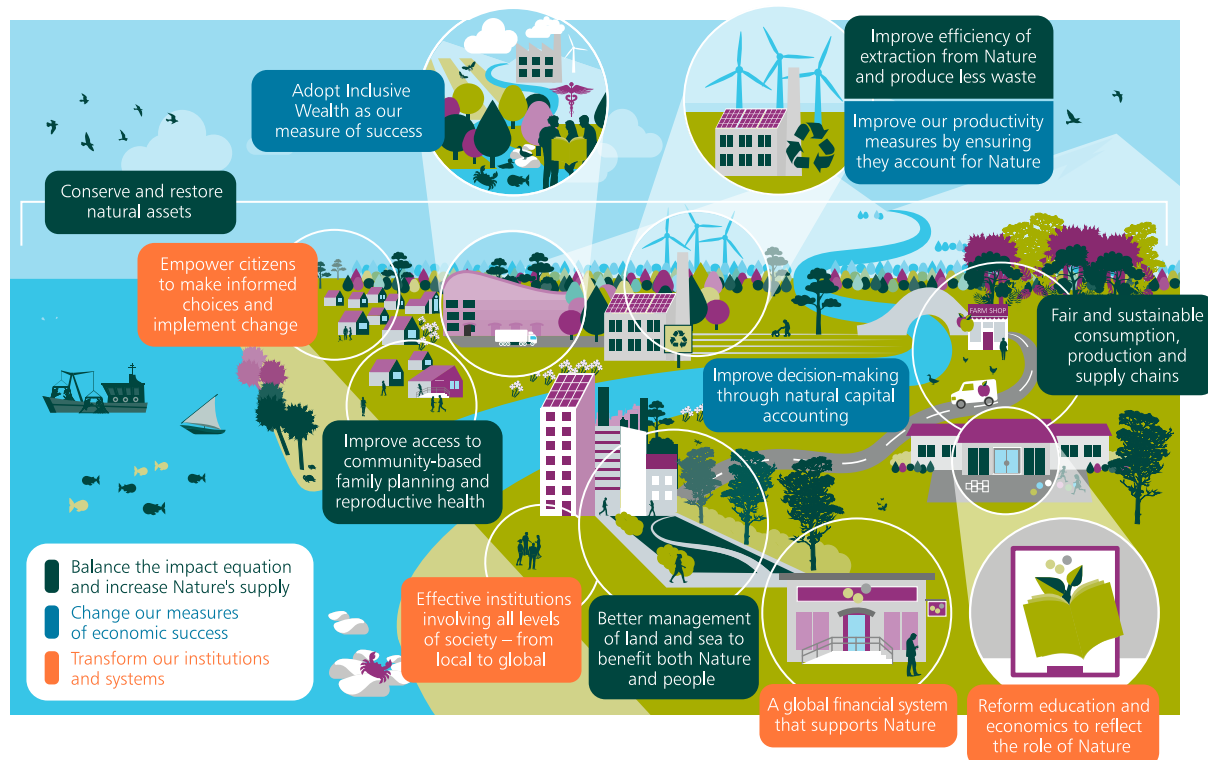 Improve efficiency of
extraction from Nature
and produce less waste
Adopt Inclusive
Wealth as our
measure of success
Improve our productivity
measures by ensuring
they account for Nature
Conserve and restore
natural assets
Empower citizens
to make informed
choices and
implement change
FARM SHOP
Fair and sustainable
consumption,
production and
supply chains
Improve decision-making
through natural capital
accounting
Improve access to
community-based
family planning and
reproductive health
Balance the impact equation
and increase Nature's supply
Change our measures
of economic success
Transform our institutions
and systems
Effective institutions
involving all levels
of society – from
local to global
Better management
of land and sea to
benefit both Nature
and people
A global financial system
that supports Nature
Reform education and
economics to reflect
the role of Nature